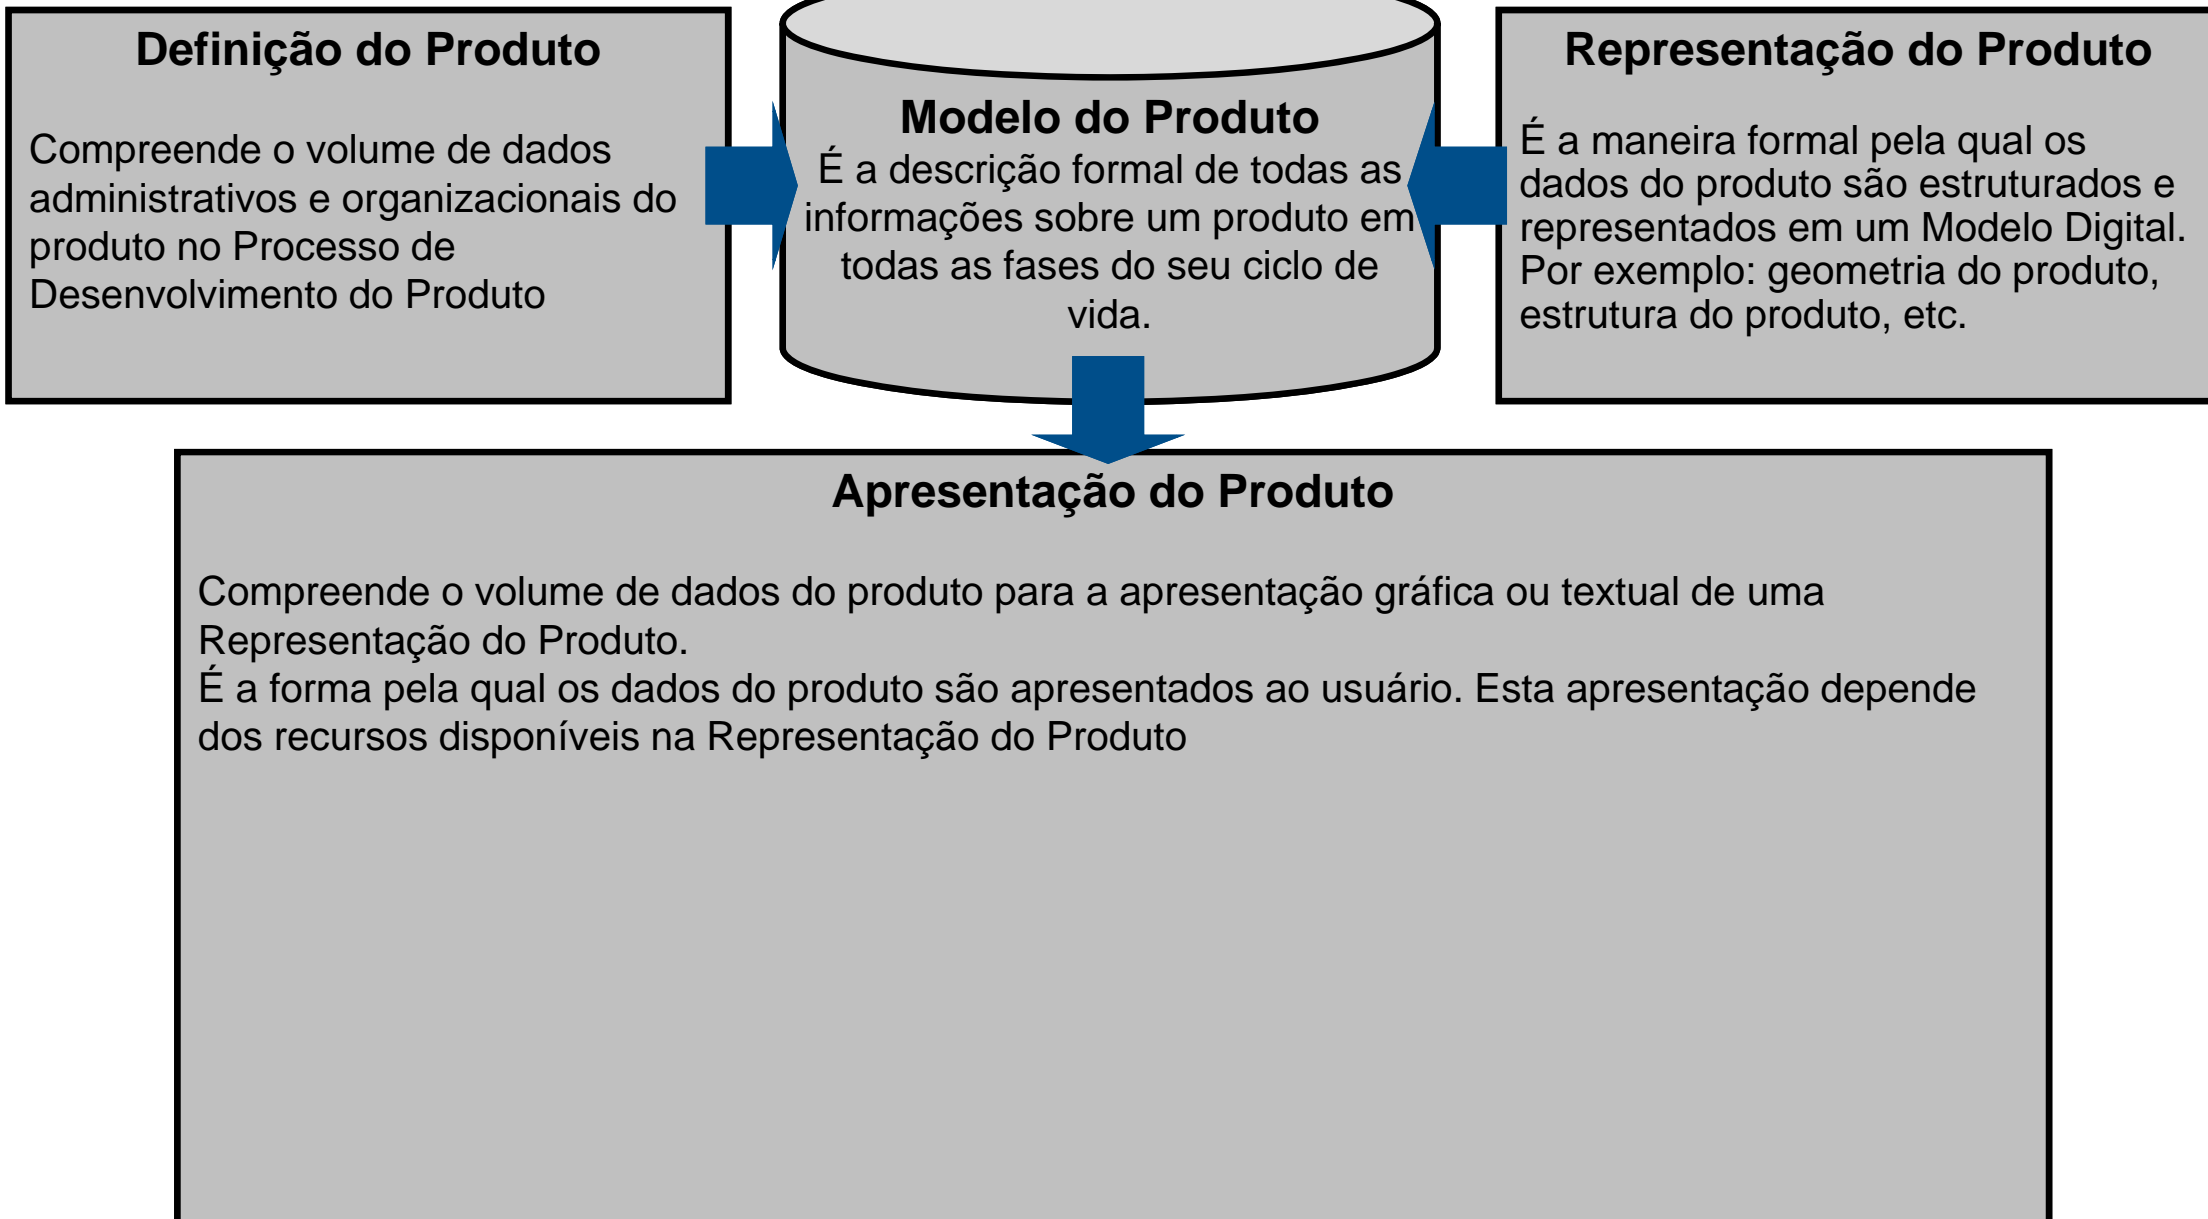 Definição do Produto
Compreende o volume de dados
administrativos e organizacionais do
produto no Processo de
Desenvolvimento do Produto
Modelo do Produto
É a descrição formal de todas as
informações sobre um produto em
todas as fases do seu ciclo de
vida.
Representação do Produto
É a maneira formal pela qual os
dados do produto são estruturados e
representados em um Modelo Digital.
Por exemplo: geometria do produto,
estrutura do produto, etc.
Apresentação do Produto
Compreende o volume de dados do produto para a apresentação gráfica ou textual de uma
Representação do Produto.
É a forma pela qual os dados do produto são apresentados ao usuário. Esta apresentação depende
dos recursos disponíveis na Representação do Produto